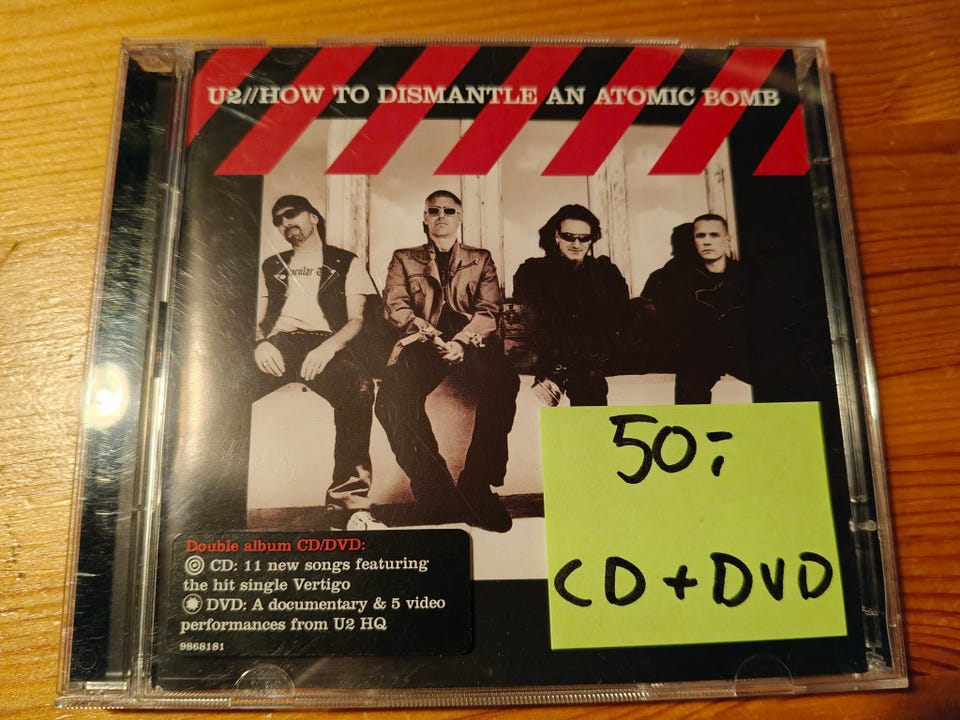 U2//HOW TO DISMANTLE AN ATOMIC BOMB
50:-
CD + DVD
Double album CD/DVD:
CD: 11 new songs featuring
the hit single Vertigo
DVD: A documentary & 5 video
performances from U2 HQ
9868181